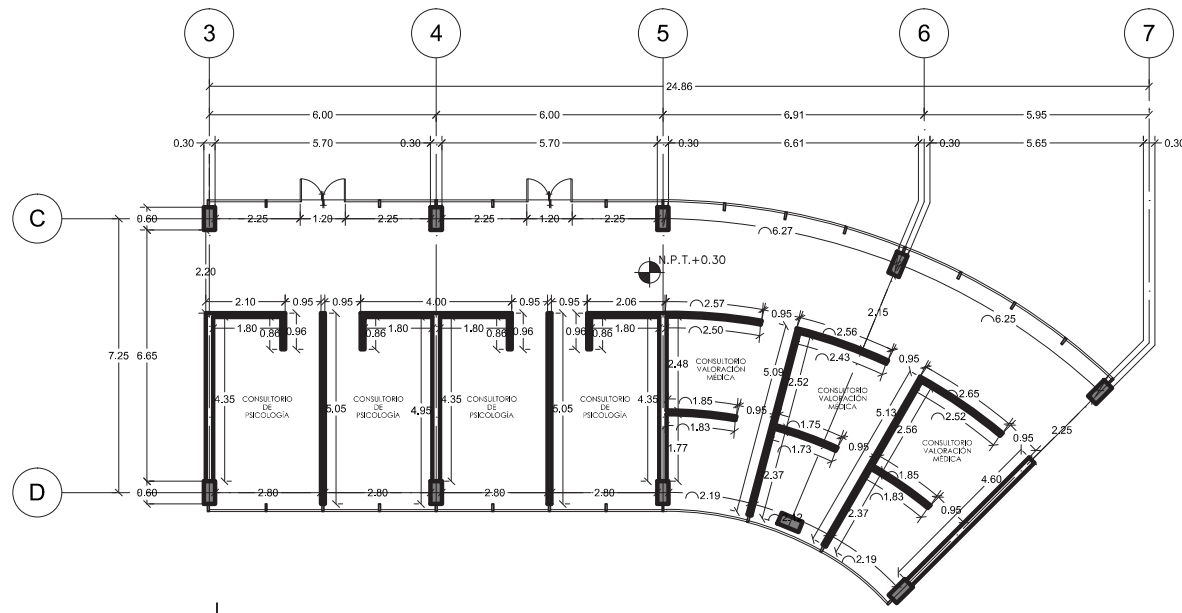 3 4 5 6 7
24.86
6.00 6.00 6.91 5.95
0.30 5.70 0.30 5.70 0.30 6.61 0.30 5.65 0.30
C
0.60 2.25 1.20 2.25 2.25 1.20 2.25 6.27
N.P.T.+0.30
2.20
2.10 0.95 0.95 4.00 0.95 0.95 2.06 2.57 2.15 6.25
1.80 1.80 1.80 1.80 2.50 0.95 2.56
0.86 0.96 0.86 0.86 0.96 0.96 0.86 2.43 0.95
7.25 6.65
2.48 CONSULTORIO
VALORACIÓN
MÉDICA
5.09 2.52
CONSULTORIO
VALORACIÓN
MÉDICA
5.13 2.65
2.52
4.35 CONSULTORIO
DE
PSICOLOGÍA
5.05 CONSULTORIO
DE
PSICOLOGÍA
4.95 4.35 CONSULTORIO
DE
PSICOLOGÍA
5.05 CONSULTORIO
DE
PSICOLOGÍA
4.35
1.85 0.95 1.75 2.56
1.83 1.73 0.95
CONSULTORIO
VALORACIÓN
MÉDICA
0.95 2.25
1.77 2.37 1.85 4.60
1.83
D
0.60 2.80 2.80 2.80 2.80 2.19 2.37 0.95
2.19